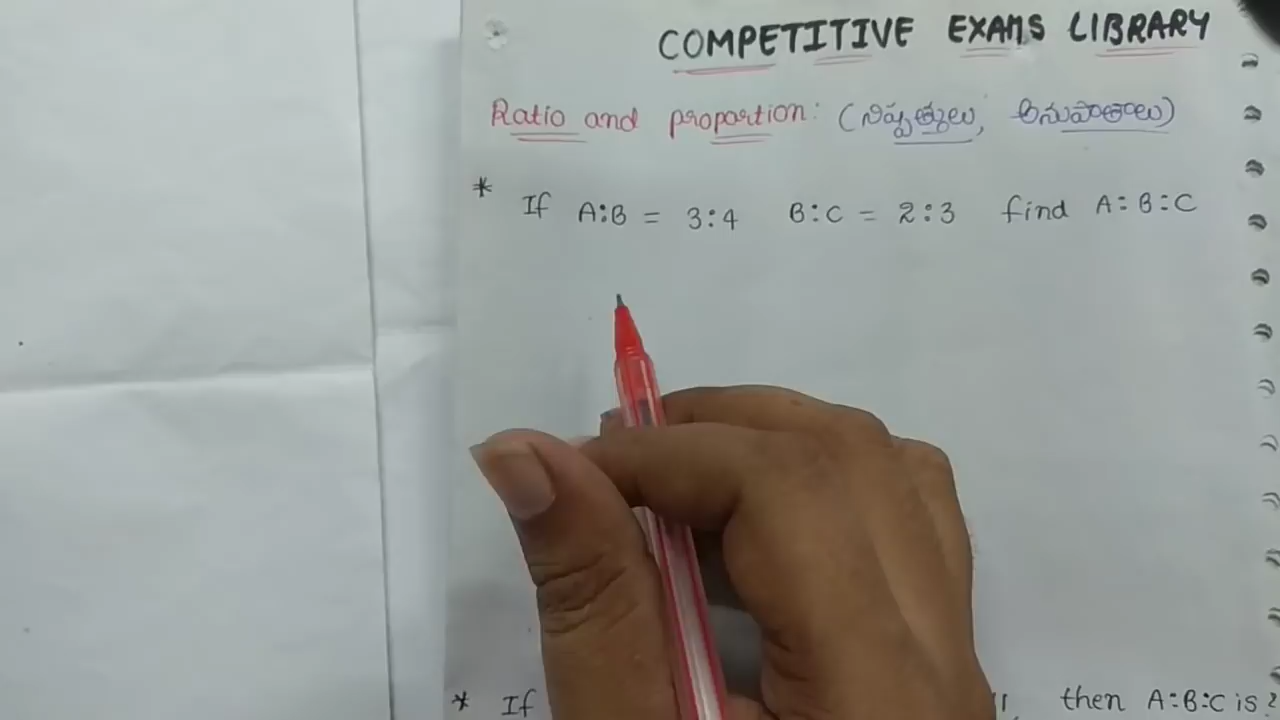 COMPETITIVE EXAMS LIBRARY
Ratio and proportion: (నిష్పత్తులు, అనుపాతాలు)
* If A:B = 3:4 B:C = 2:3 find A:B:C
* If then A:B:C is?